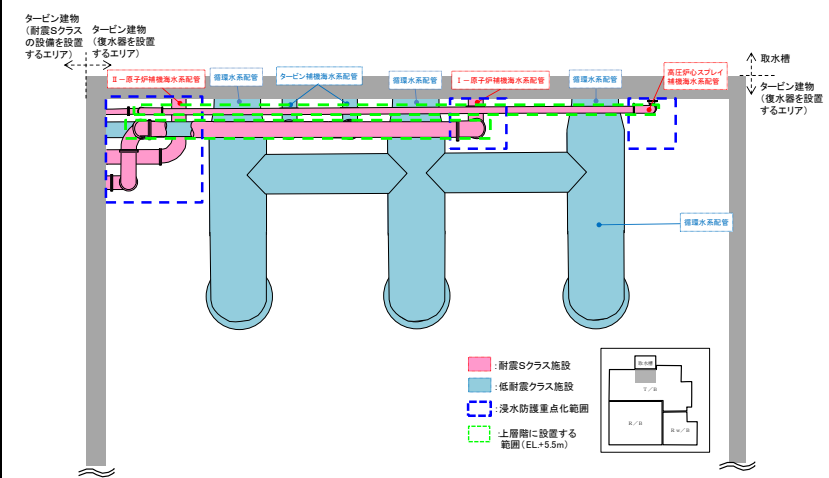 タービン建物
(耐震Sクラス
の設備を設置
するエリア)
タービン建物
(復水器を設置
するエリア)
Ⅱ－原子炉補機海水系配管
循環水系配管
タービン補機海水系配管
循環水系配管
Ⅰ－原子炉補機海水系配管
循環水系配管
高圧炉心スプレイ
補機海水系配管
取水槽
タービン建物
(復水器を設置
するエリア)
循環水系配管
:耐震Sクラス施設
:低耐震クラス施設
:浸水防護重点化範囲
:上層階に設置する
範囲(EL.+5.5m)
取水槽
T／B
R／B
Rw／B